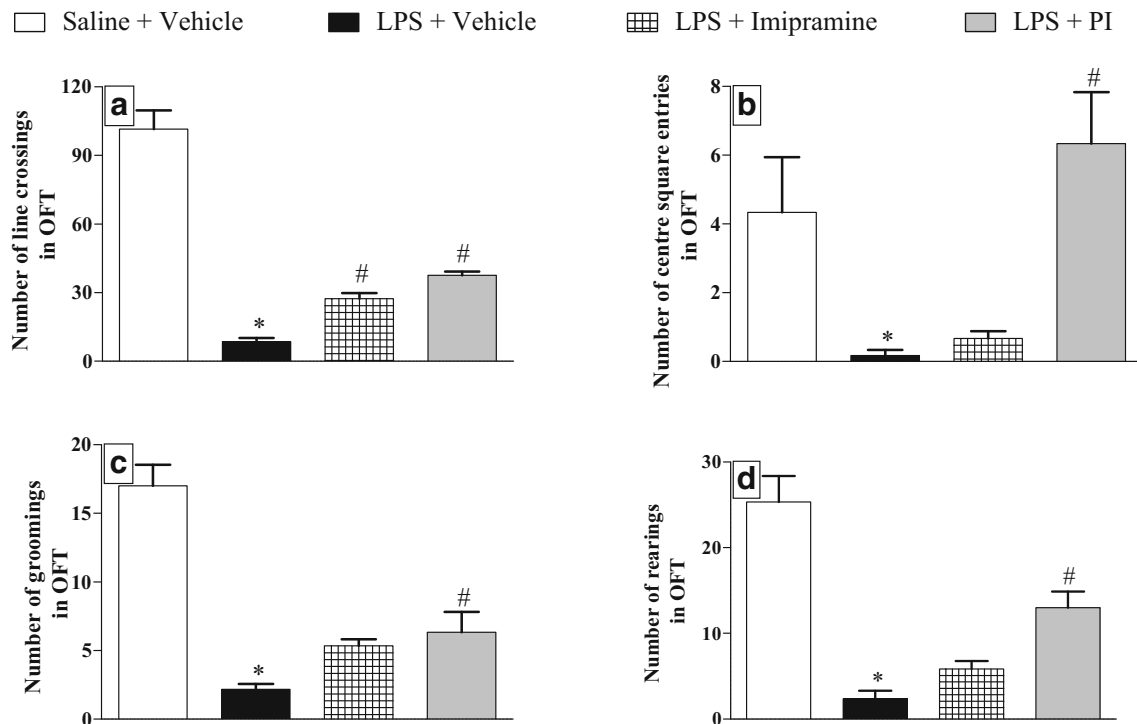 Saline + Vehicle
LPS + Vehicle
LPS + Imipramine
LPS + PI
a
Number of line crossings
in OFT
120
90
60
30
0
*
#
#
b
Number of centre square entries
in OFT
8
6
4
2
0
*
#
c
Number of groomings
in OFT
20
15
10
5
0
*
#
d
Number of rearings
in OFT
30
20
10
0
*
#